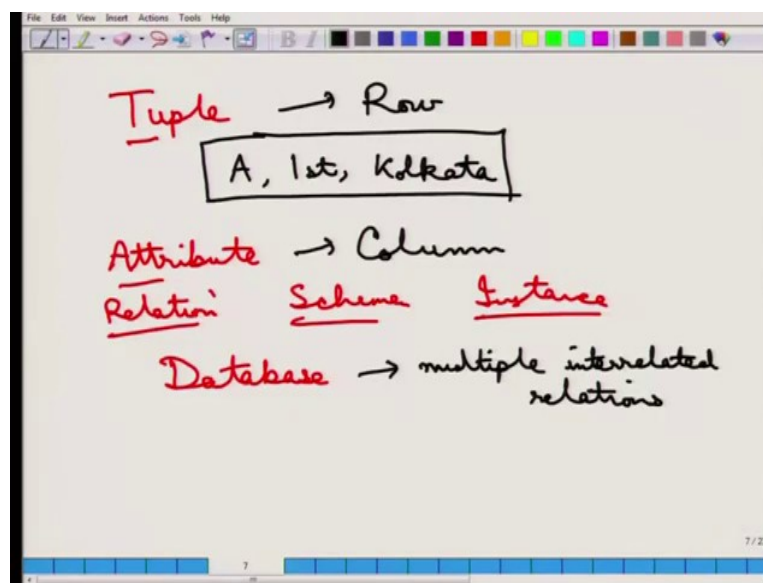 File Edit View Insert Actions Tools Help
B I
Tuple → Row
A, 1st, Kolkata
Attribute → Column
Relation Scheme Instance
Database → multiple interrelated
relations
7/2
7